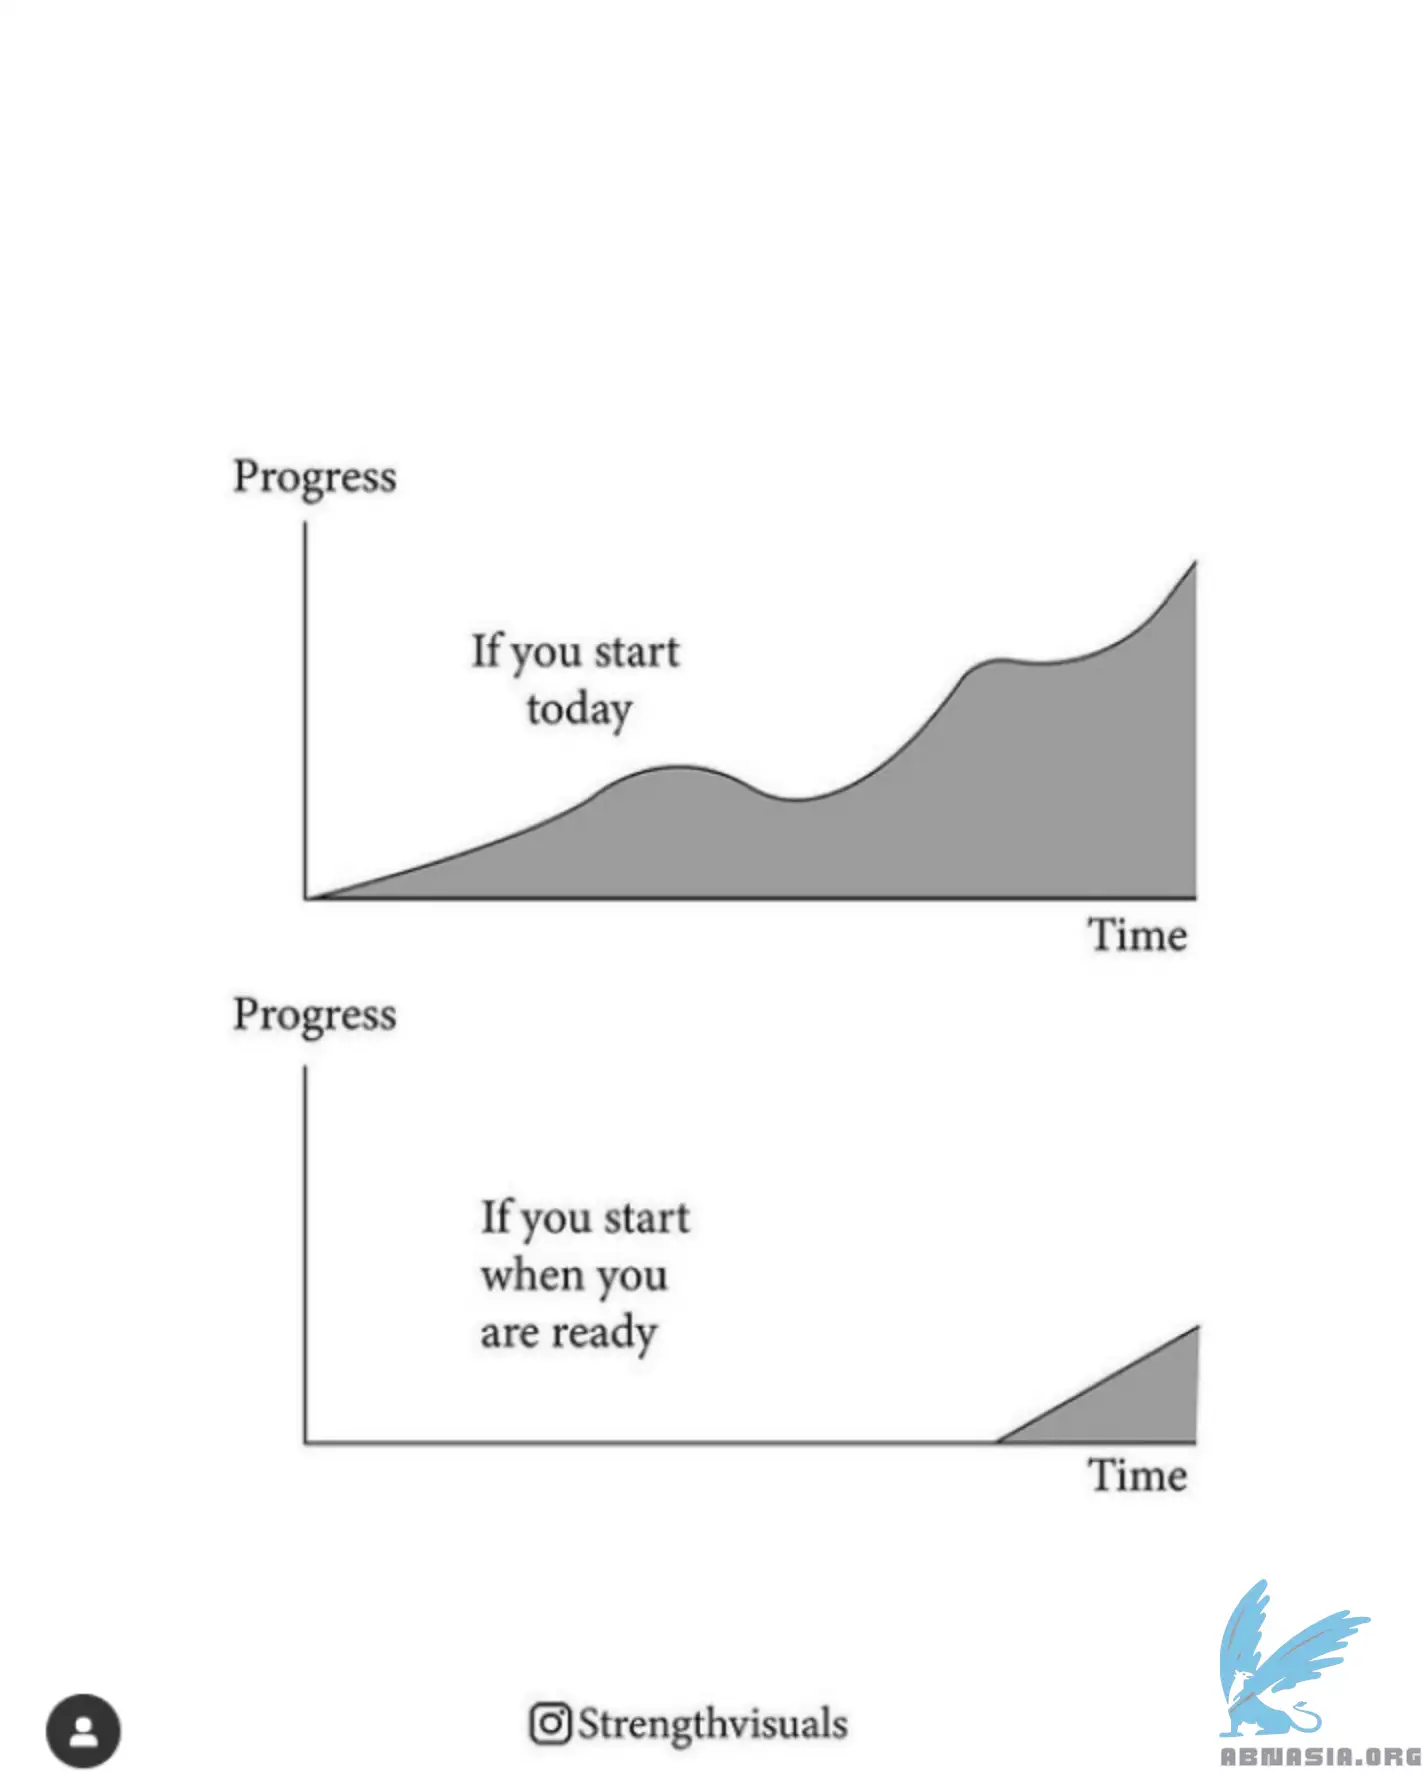 Progress
If you start
today
Time
Progress
If you start
when you
are ready
Time
Strengthvisuals
ABNASIA.ORG